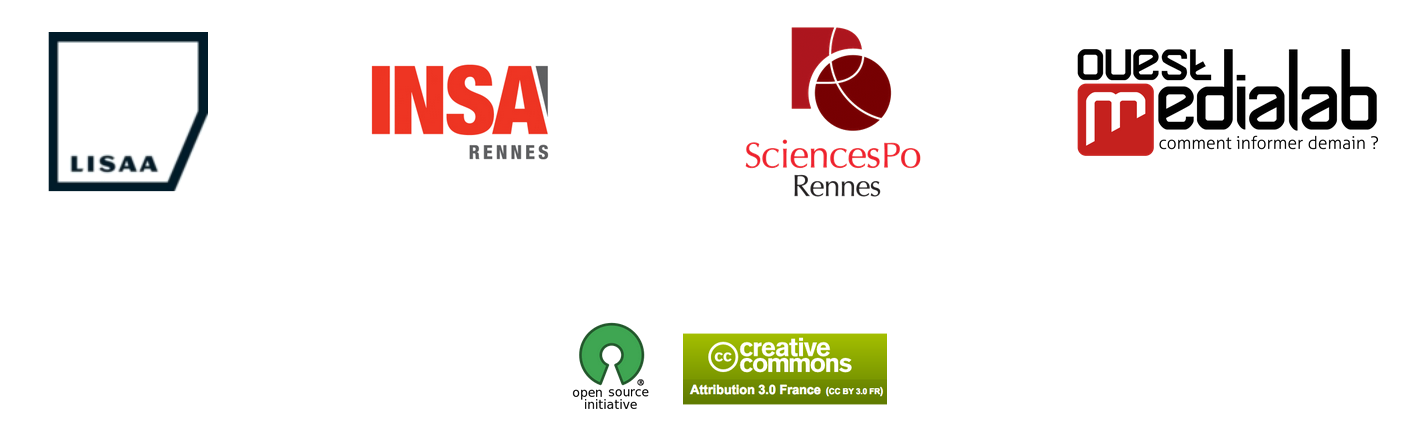 LISAA
INSA
RENNES
SciencesPo
Rennes
ouest
medialab
comment informer demain ?
open source
initiative
®
cc creative
commons
Attribution 3.0 France (CC BY 3.0 FR)